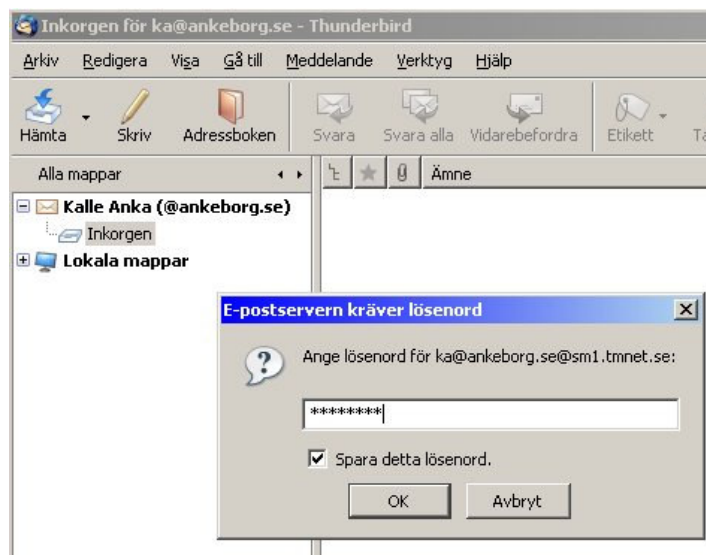 Inkorgen för ka@ankeborg.se - Thunderbird
Arkiv Redigera Visa Gå till Meddelande Verktyg Hjälp
Hämta Skriv Adressboken Svara Svara alla Vidarebefordra Etikett Ta
Alla mappar Ämne
Kalle Anka (@ankeborg.se)
Inkorgen
Lokala mappar
E-postservern kräver lösenord
Ange lösenord för ka@ankeborg.se@sm1.tmnet.se:
********
Spara detta lösenord.
OK Avbryt